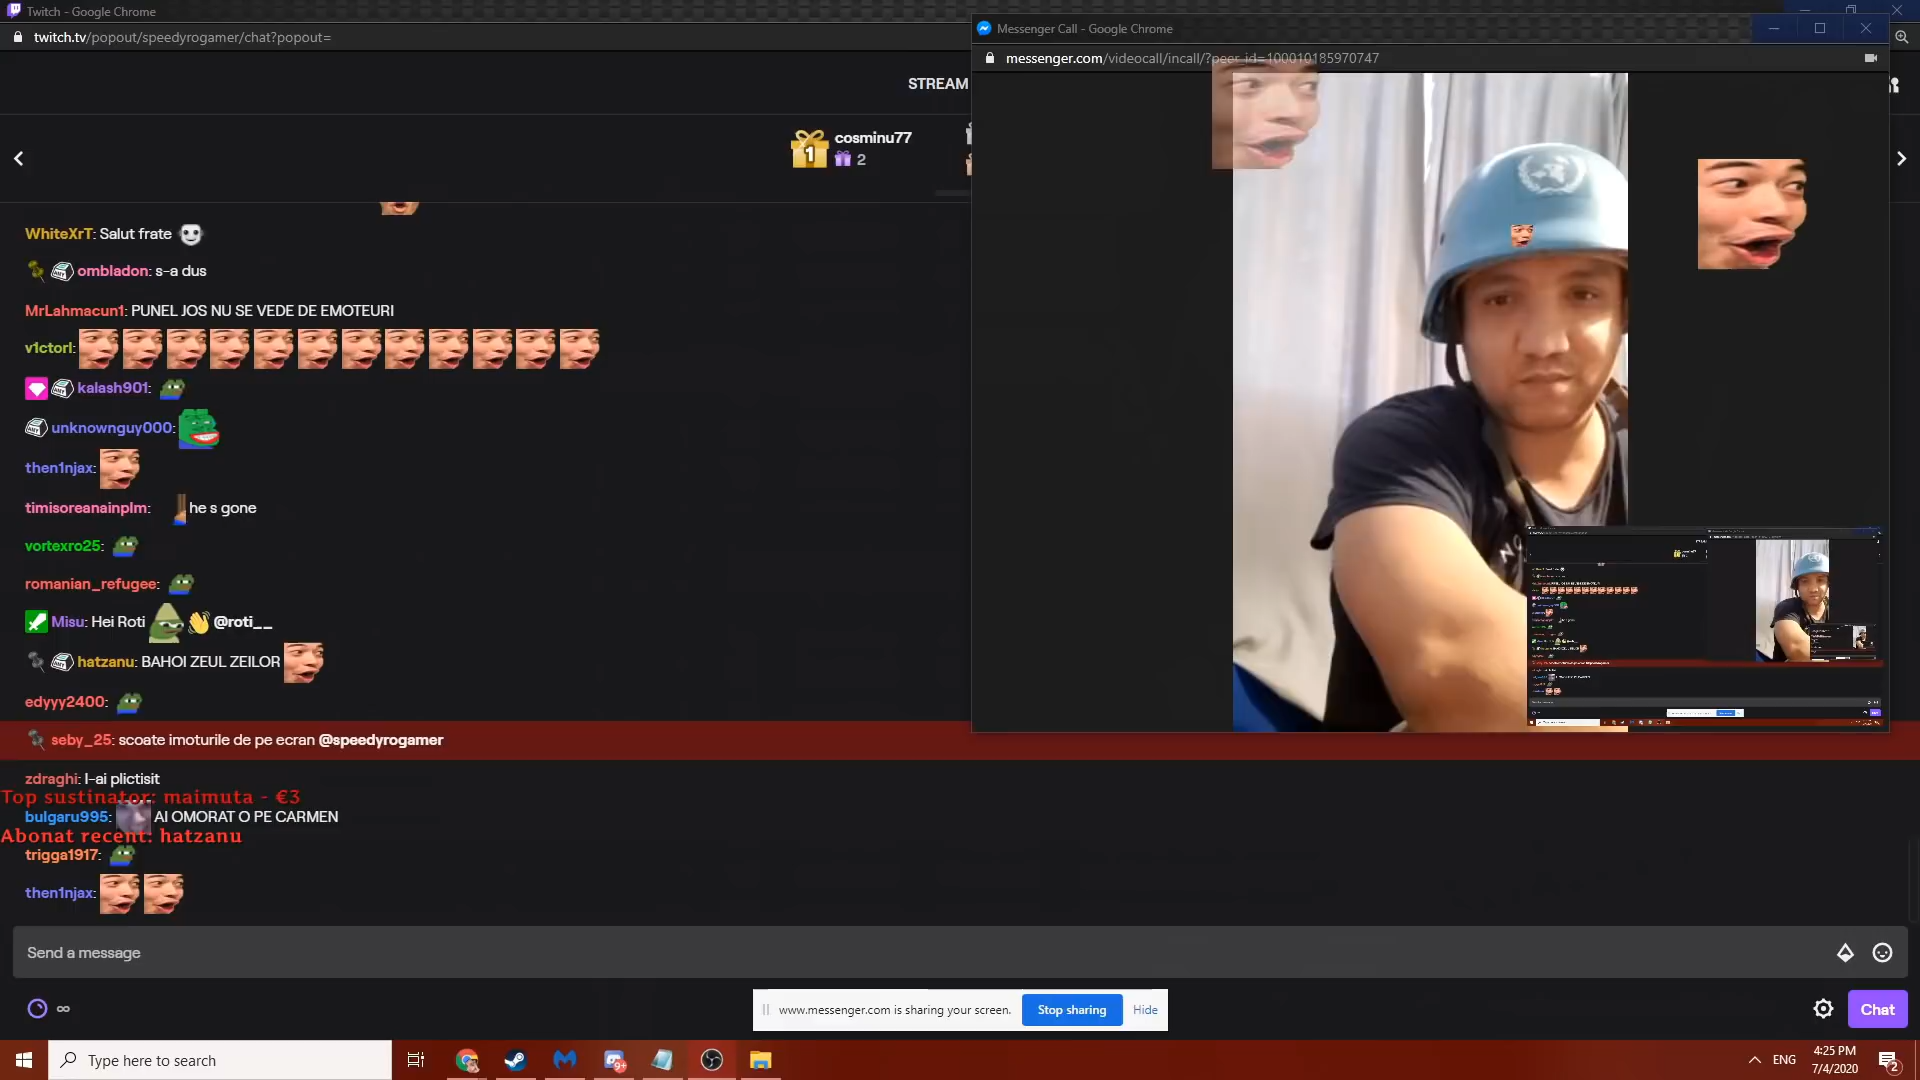 Twitch - Google Chrome
twitch.tv/popout/speedyrogamer/chat?popout=
Messenger Call - Google Chrome
messenger.com/videocall/incall/?peer_id=100010185970747
STREAM
1 cosminu77
2
WhiteXrT: Salut frate
ombladon: s-a dus
MrLahmacun1: PUNEL JOS NU SE VEDE DE EMOTEURI
v1ctorl:
kalash901:
unknownguy000:
then1njax:
timisoreanainplm: he s gone
vortexro25:
romanian_refugee:
Misu: Hei Roti @roti__
hatzanu: BAHOI ZEUL ZEILOR
edyyy2400:
seby_25: scoate imoturile de pe ecran @speedyrogamer
zdraghi: l-ai plictisit
Top sustinator: maimuta - €3
bulgaru995: AI OMORAT O PE CARMEN
Abonat recent: hatzanu
trigga1917:
then1njax:
Send a message
www.messenger.com is sharing your screen. Stop sharing Hide
Chat
Type here to search
9+
ENG
4:25 PM
7/4/2020
2